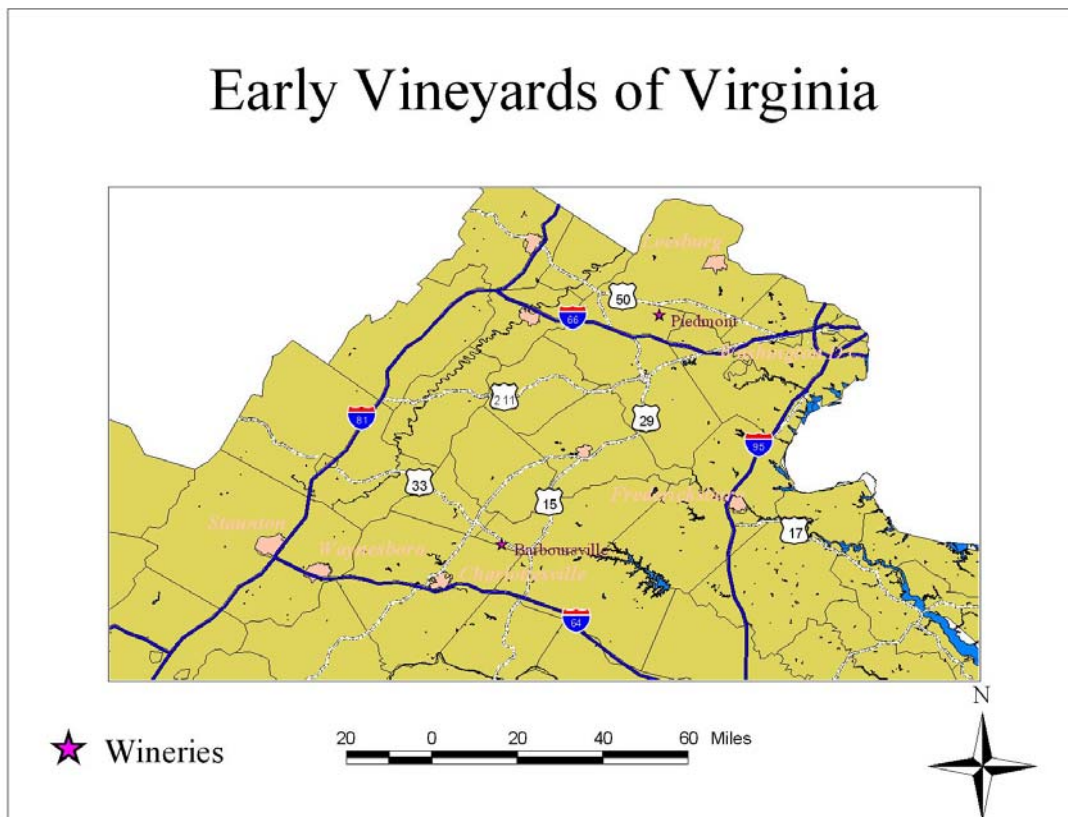 Early Vineyards of Virginia
Leesburg
50
66
Piedmont
Washington D.C.
211
81
29
95
33
15
Fredericksburg
17
Staunton
Waynesboro
Barboursville
Charlottesville
64
N
Wineries
20 0 20 40 60 Miles